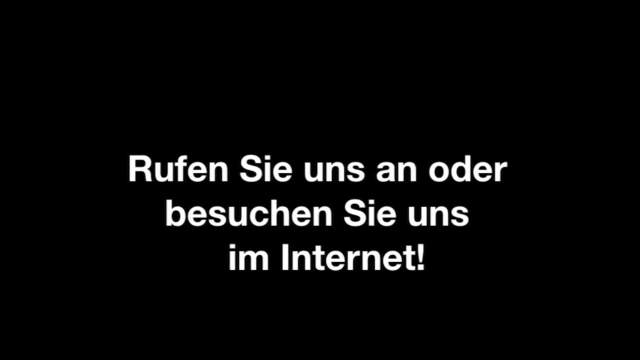 Rufen Sie uns an oder
besuchen Sie uns
im Internet!